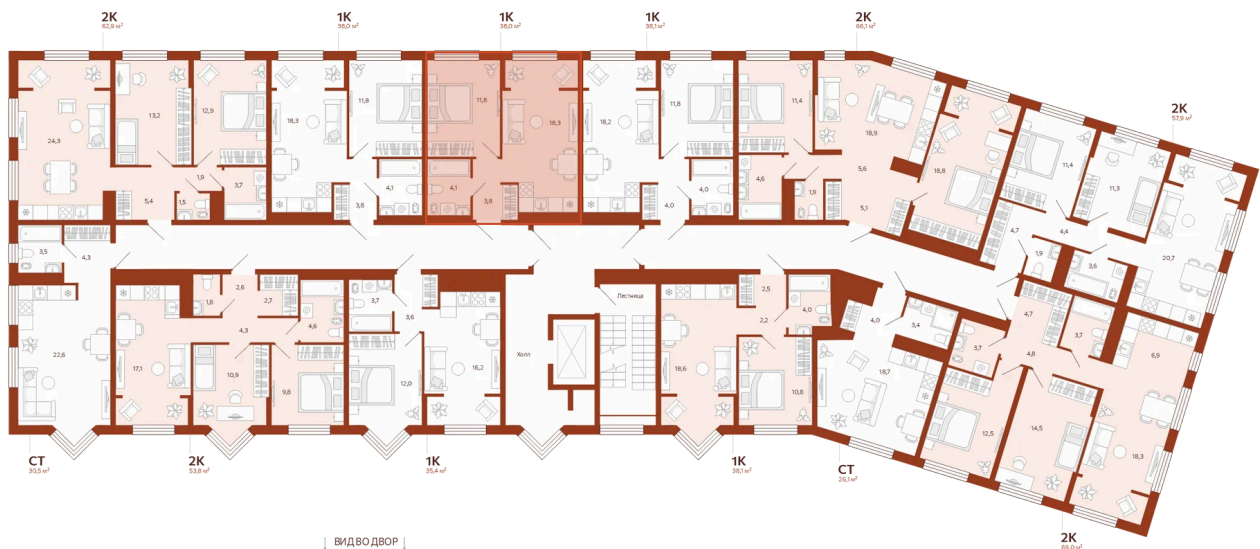 2К
62,9 м²
1К
38,0 м²
1К
38,0 м²
1К
38,1 м²
2К
66,1 м²
2К
57,9 м²
24,3
13,2
12,9
18,3
11,8
11,8
18,3
18,2
11,8
11,4
18,9
18,8
11,4
11,3
20,7
1,9
3,7
5,4
1,5
3,8
4,1
4,1
3,8
4,0
4,0
4,6
1,9
5,6
5,1
4,7
4,4
1,9
3,6
3,5
4,3
22,6
1,8
2,6
2,7
4,3
4,6
17,1
10,9
9,8
3,7
3,6
12,0
16,2
Холл
Лестница
2,5
2,2
4,0
18,6
10,8
4,0
3,4
18,7
3,7
4,7
4,8
3,7
6,9
12,5
14,5
18,3
СТ
30,5 м²
2К
53,8 м²
1К
35,4 м²
1К
38,1 м²
СТ
26,1 м²
2К
69,0 м²
ВИД ВО ДВОР